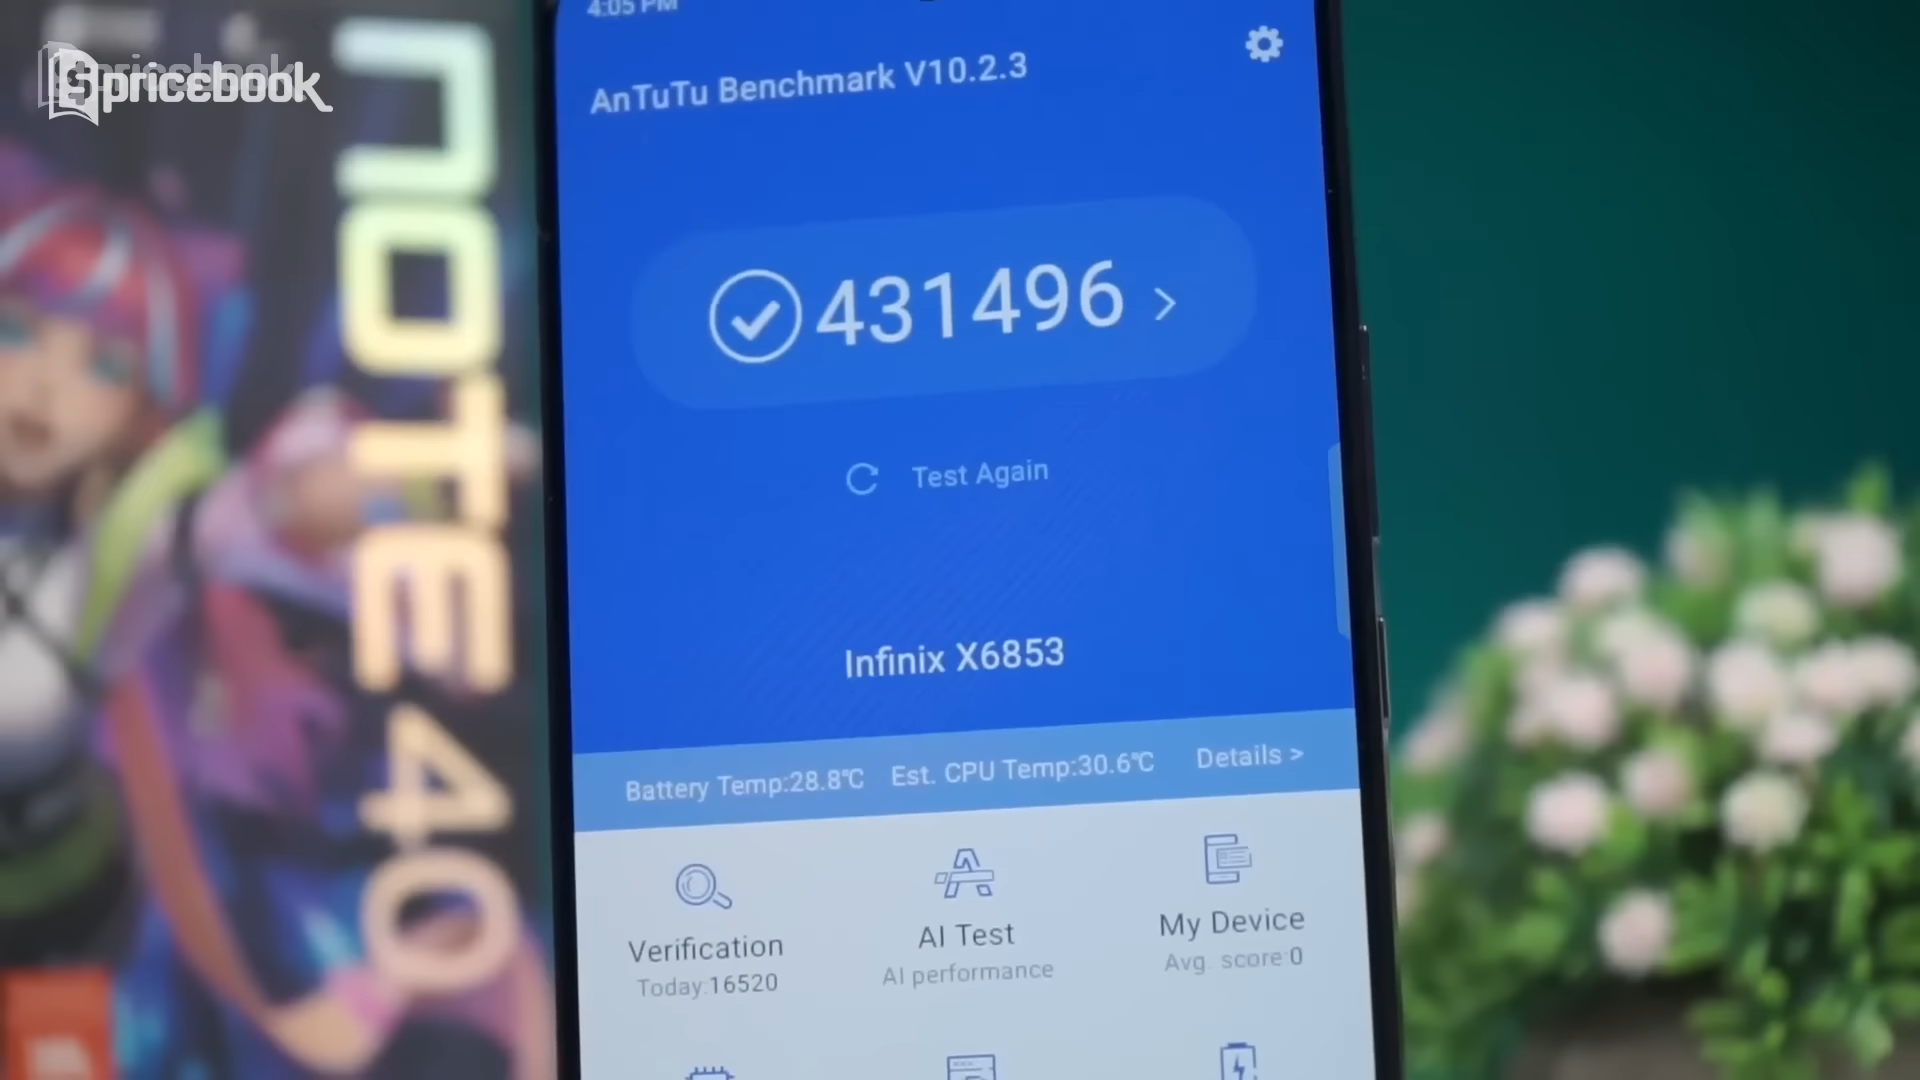 pricebook
NOTE 40
4:05 PM
AnTuTu Benchmark V10.2.3
431496 >
Test Again
Infinix X6853
Battery Temp:28.8℃ Est. CPU Temp:30.6℃ Details >
Verification
Today:16520
AI Test
AI performance
My Device
Avg. score:0